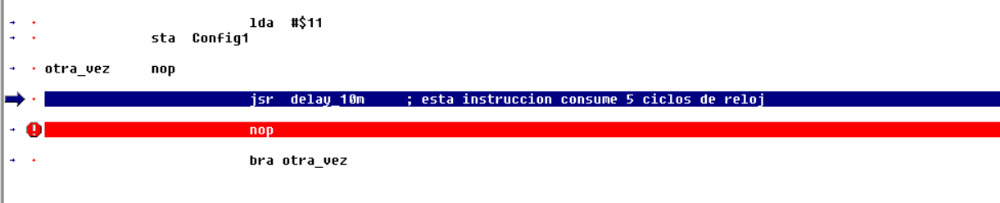 lda #$11
sta Config1
otra_vez nop
jsr delay_10m ; esta instruccion consume 5 ciclos de reloj
nop
bra otra_vez